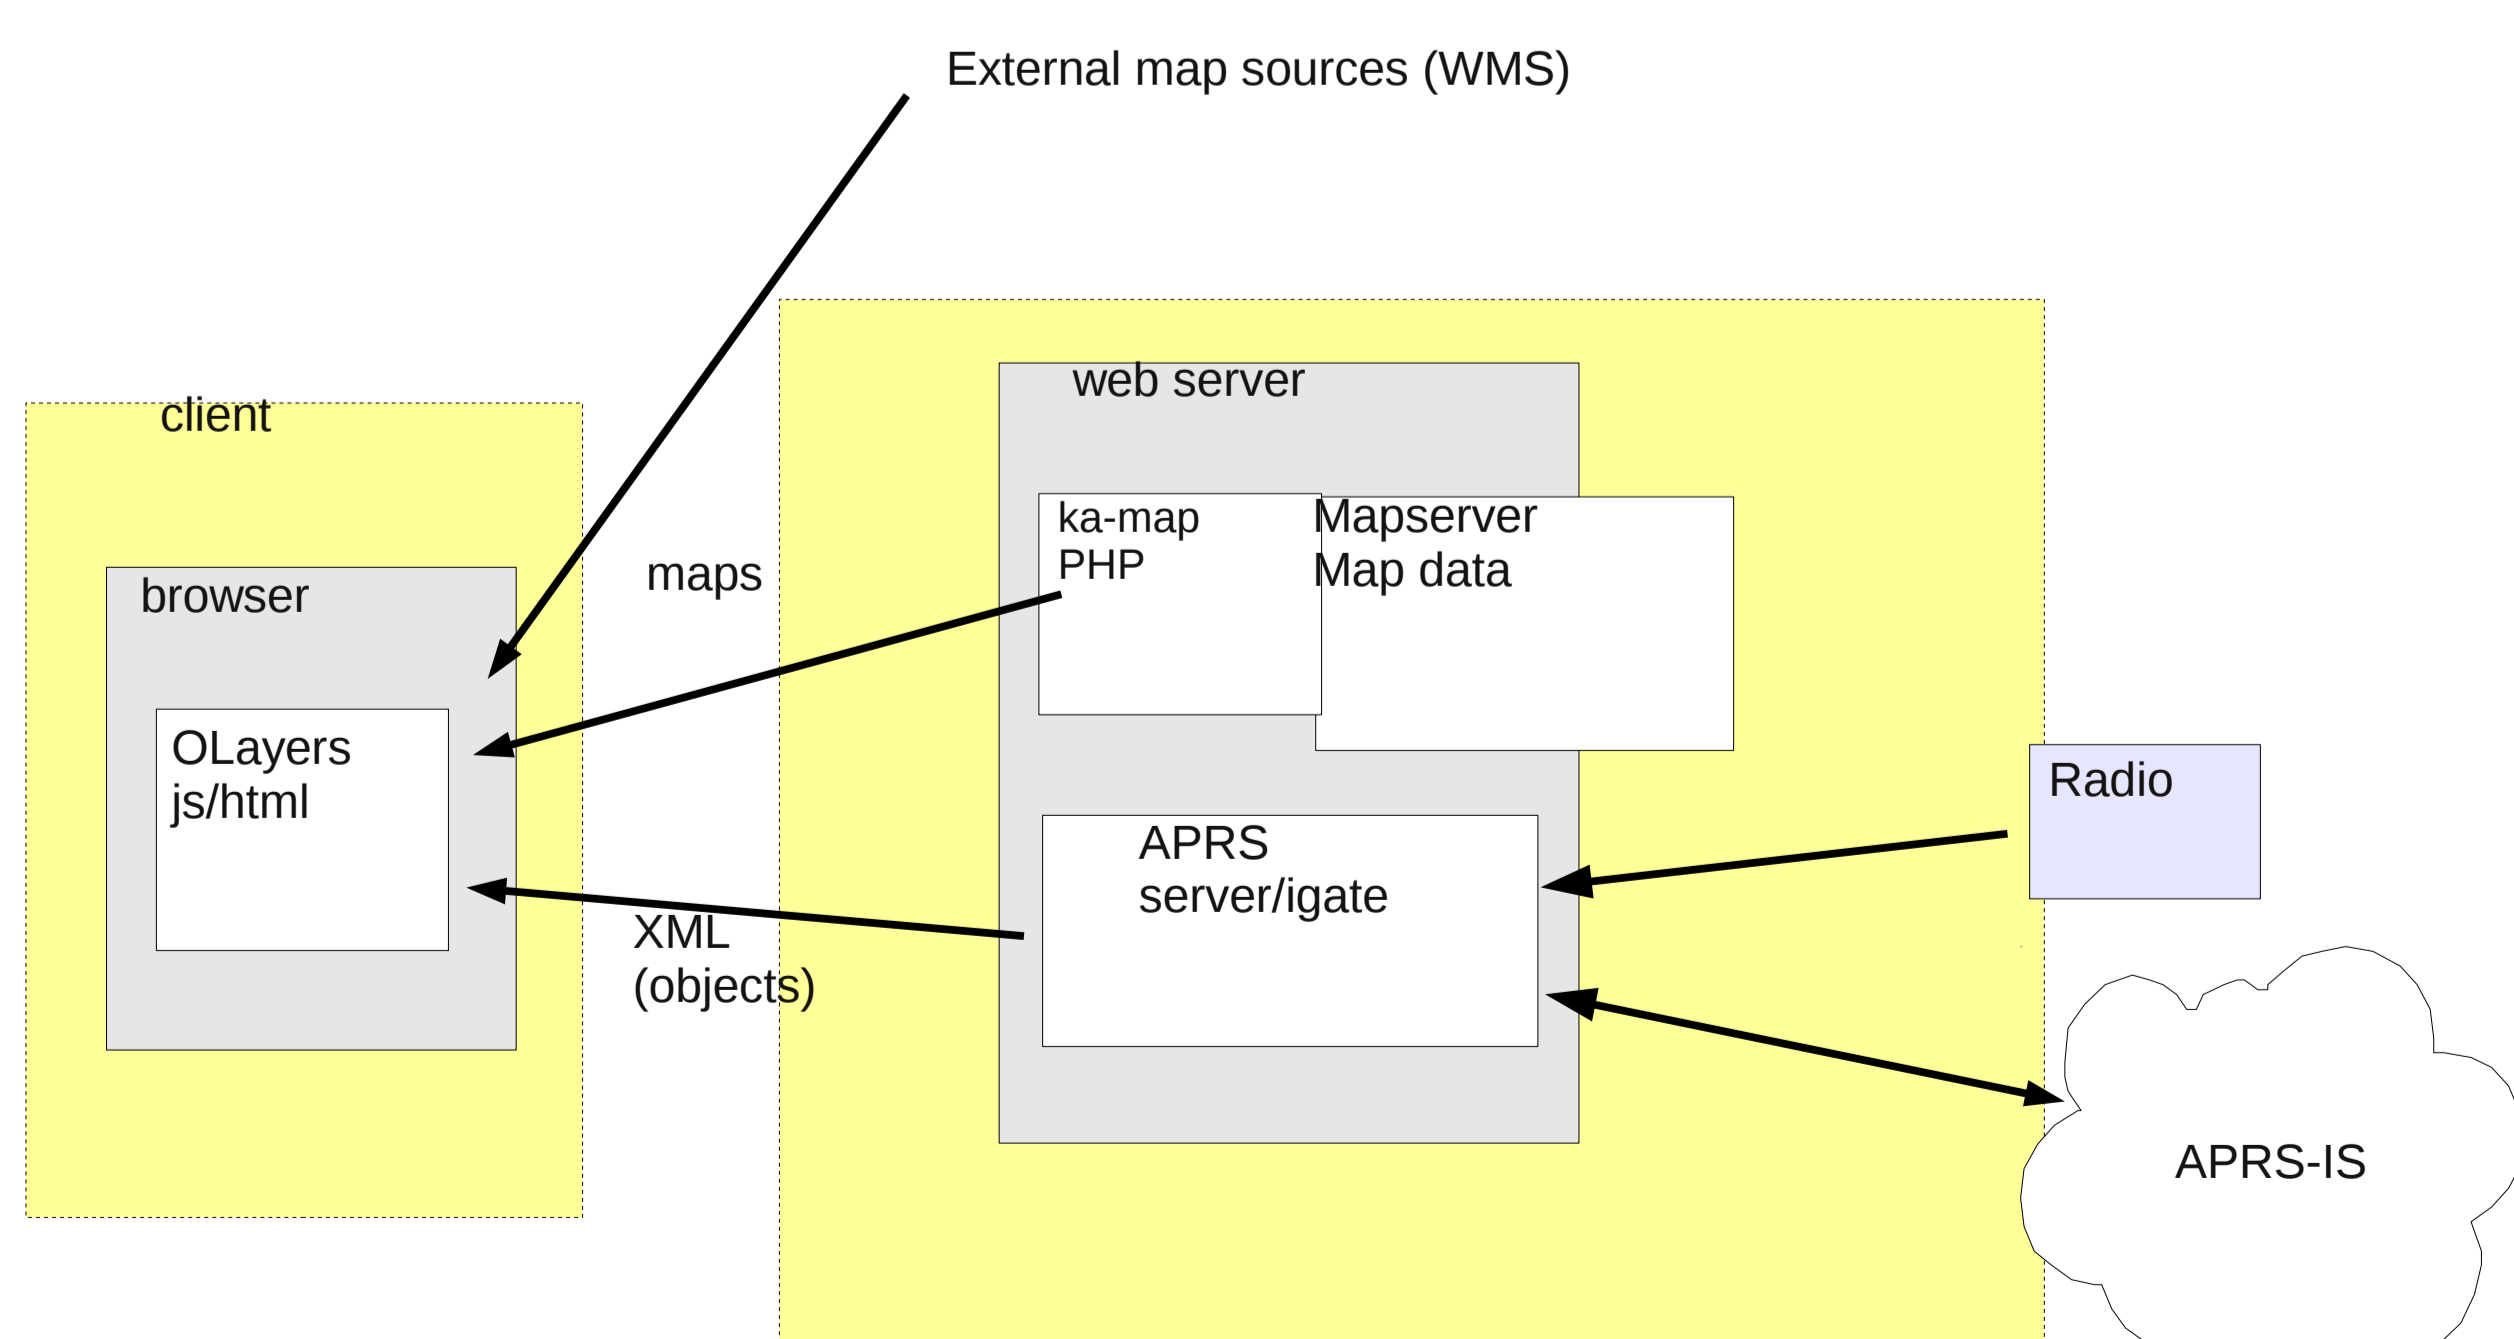 External map sources (WMS)
client
web server
browser
maps
ka-map
PHP
Mapserver
Map data
OLayers
js/html
Radio
APRS
server/igate
XML
(objects)
APRS-IS